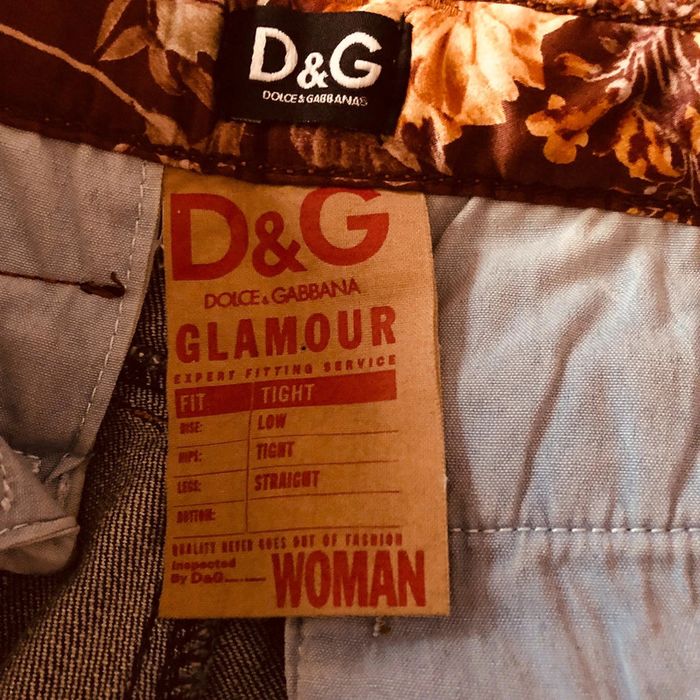 D&G
DOLCE & GABBANA
D&G
DOLCE & GABBANA
GLAMOUR
EXPERT FITTING SERVICE
FIT TIGHT
RISE: LOW
HIPS: TIGHT
LEGS: STRAIGHT
BOTTOM:
QUALITY NEVER GOES OUT OF FASHION
Inspected
By D&G
WOMAN